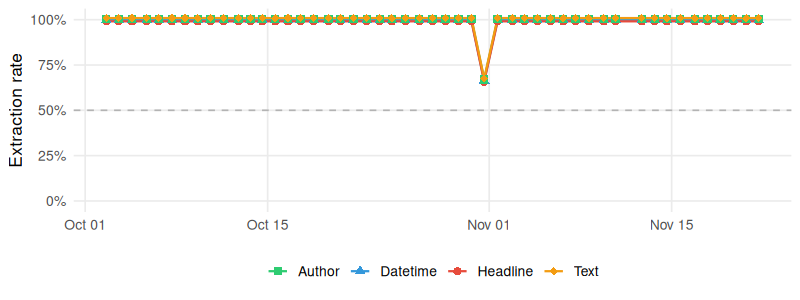 100%
75%
50%
25%
0%
Extraction rate
Oct 01 Oct 15 Nov 01 Nov 15
Author Datetime Headline Text